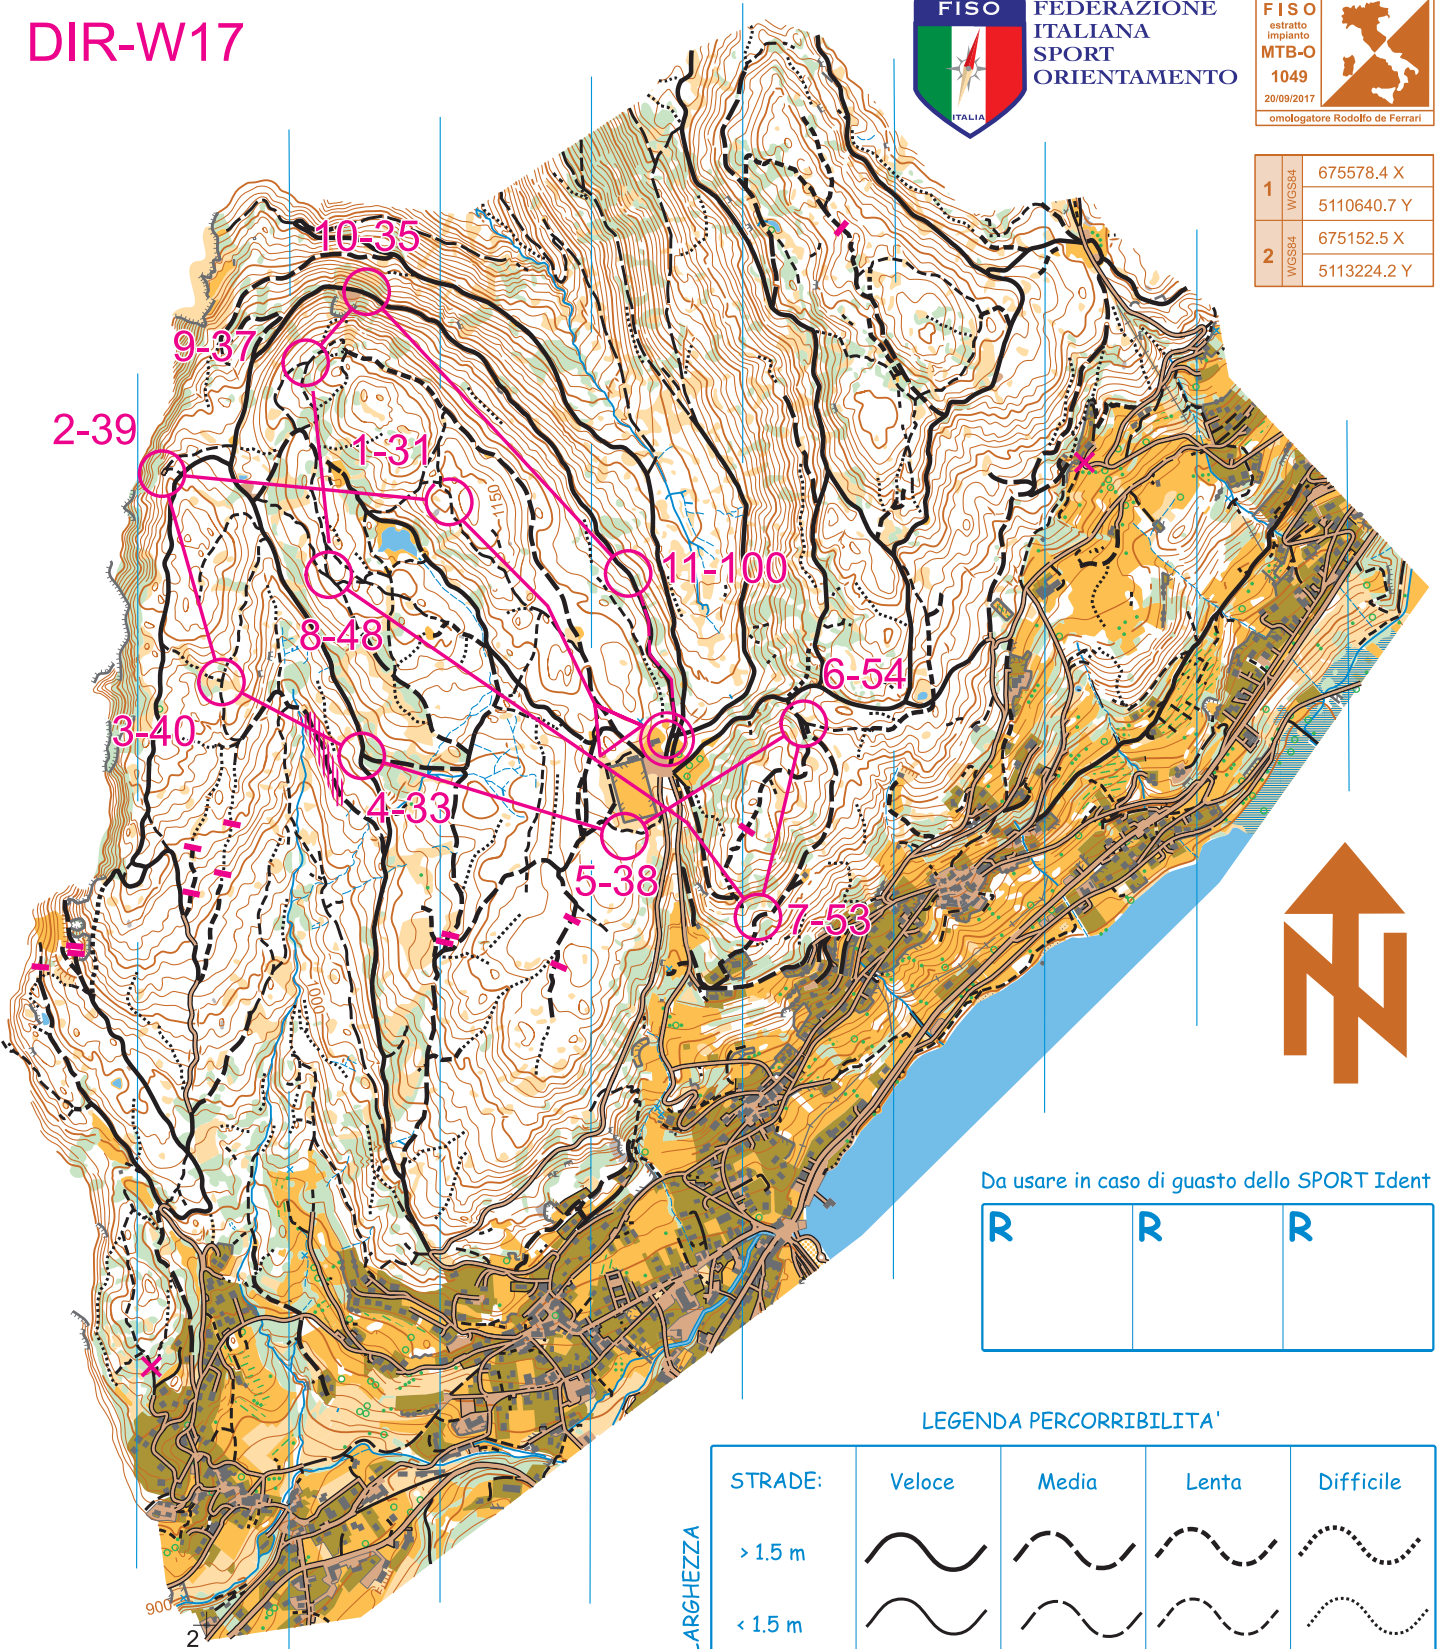 DIR-W17
FISO
ITALIA
FEDERAZIONE
ITALIANA
SPORT
ORIENTAMENTO
FISO
estratto
impianto
MTB-O
1049
20/09/2017
omologatore Rodolfo de Ferrari
1 WGS84 675578.4 X
5110640.7 Y
2 WGS84 675152.5 X
5113224.2 Y
10-35
9-37
2-39
1-31
1150
11-100
8-48
6-54
3-40
4-33
5-38
7-53
1000
900
2
N
Da usare in caso di guasto dello SPORT Ident
R R R
LEGENDA PERCORRIBILITA'
STRADE: Veloce Media Lenta Difficile
> 1.5 m
< 1.5 m